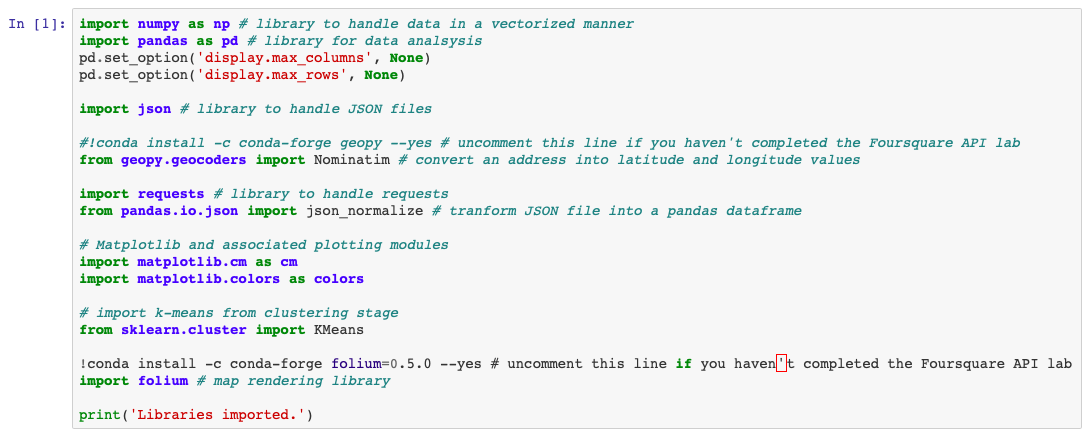 In [1]: import numpy as np # library to handle data in a vectorized manner
import pandas as pd # library for data analsysis
pd.set_option('display.max_columns', None)
pd.set_option('display.max_rows', None)
import json # library to handle JSON files
#!conda install -c conda-forge geopy --yes # uncomment this line if you haven't completed the Foursquare API lab
from geopy.geocoders import Nominatim # convert an address into latitude and longitude values
import requests # library to handle requests
from pandas.io.json import json_normalize # tranform JSON file into a pandas dataframe
# Matplotlib and associated plotting modules
import matplotlib.cm as cm
import matplotlib.colors as colors
# import k-means from clustering stage
from sklearn.cluster import KMeans
!conda install -c conda-forge folium=0.5.0 --yes # uncomment this line if you haven't completed the Foursquare API lab
import folium # map rendering library
print('Libraries imported.')